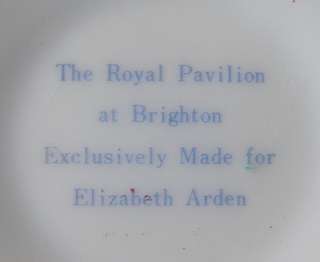 The Royal Pavilion
at Brighton
Exclusively Made for
Elizabeth Arden